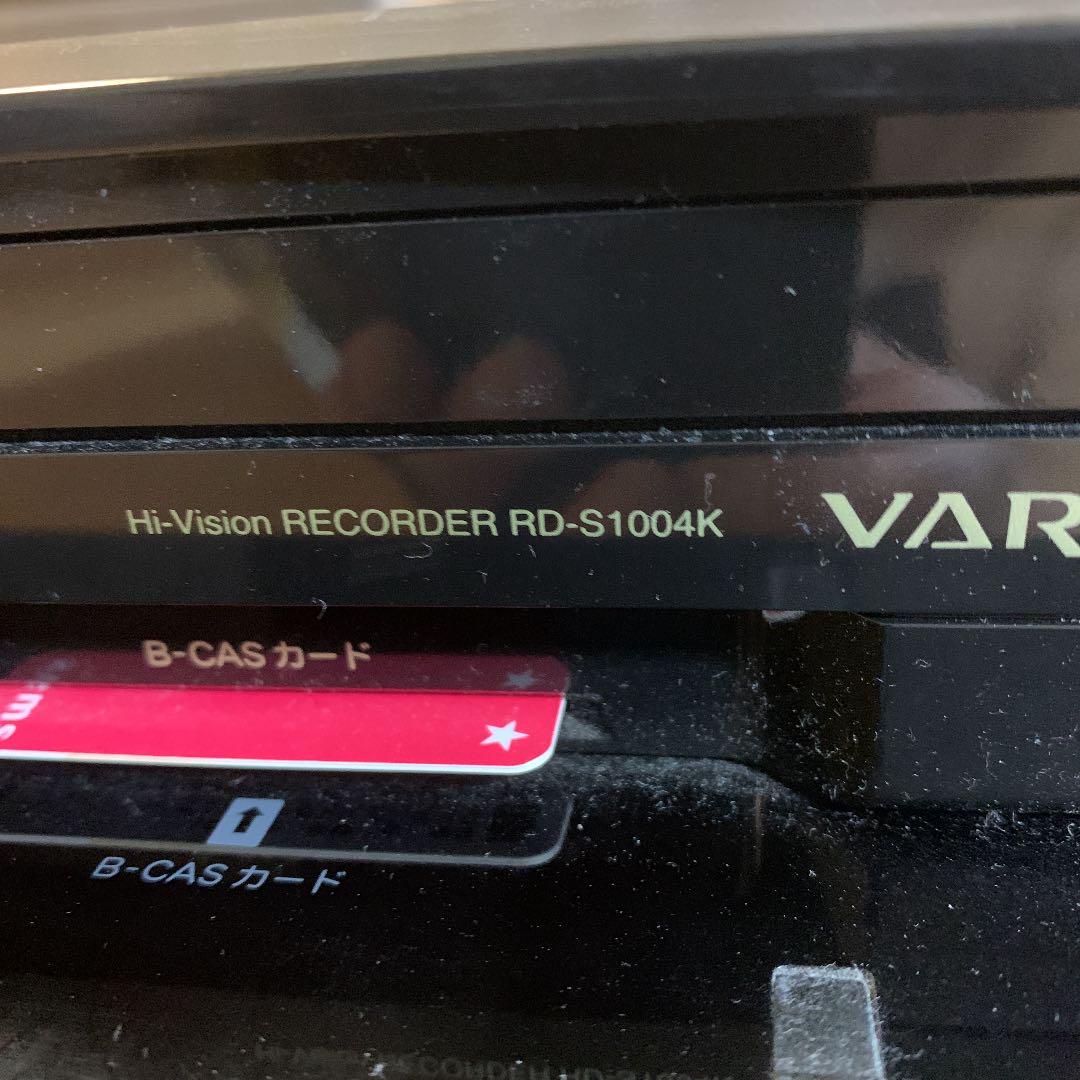 Hi-Vision RECORDER RD-S1004K VAR
B-CASカード
B-CASカード